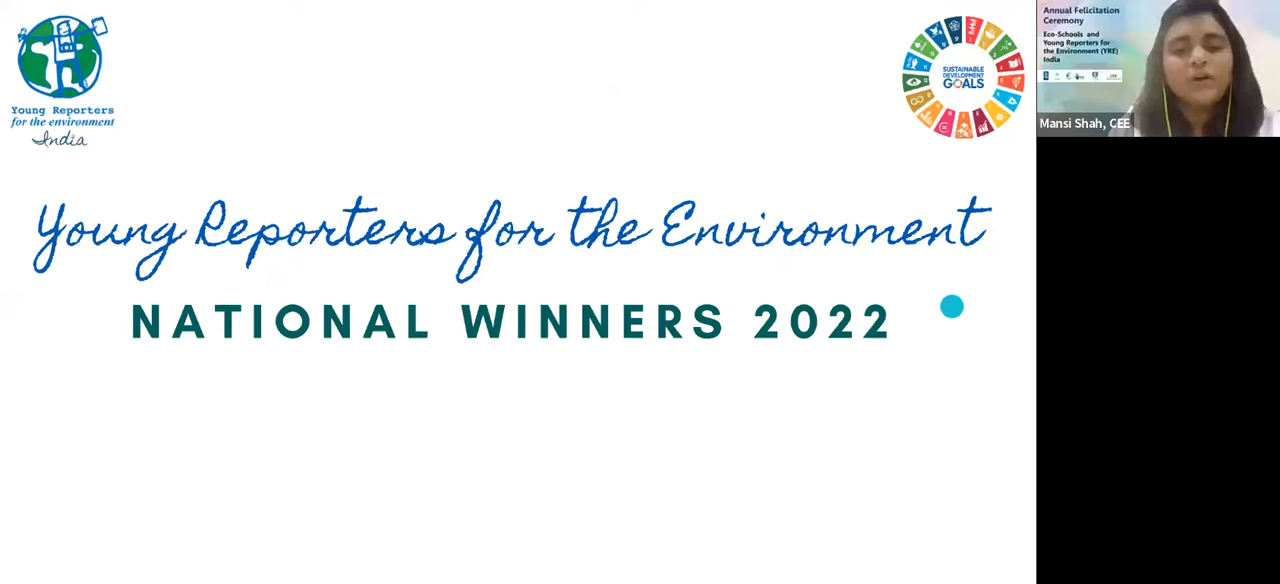 Young Reporters
for the environment
India
SUSTAINABLE
DEVELOPMENT
GOALS
Young Reporters for the Environment
NATIONAL WINNERS 2022
Annual Felicitation
Ceremony
Eco-Schools and
Young Reporters for
the Environment (YRE)
India
Mansi Shah, CEE